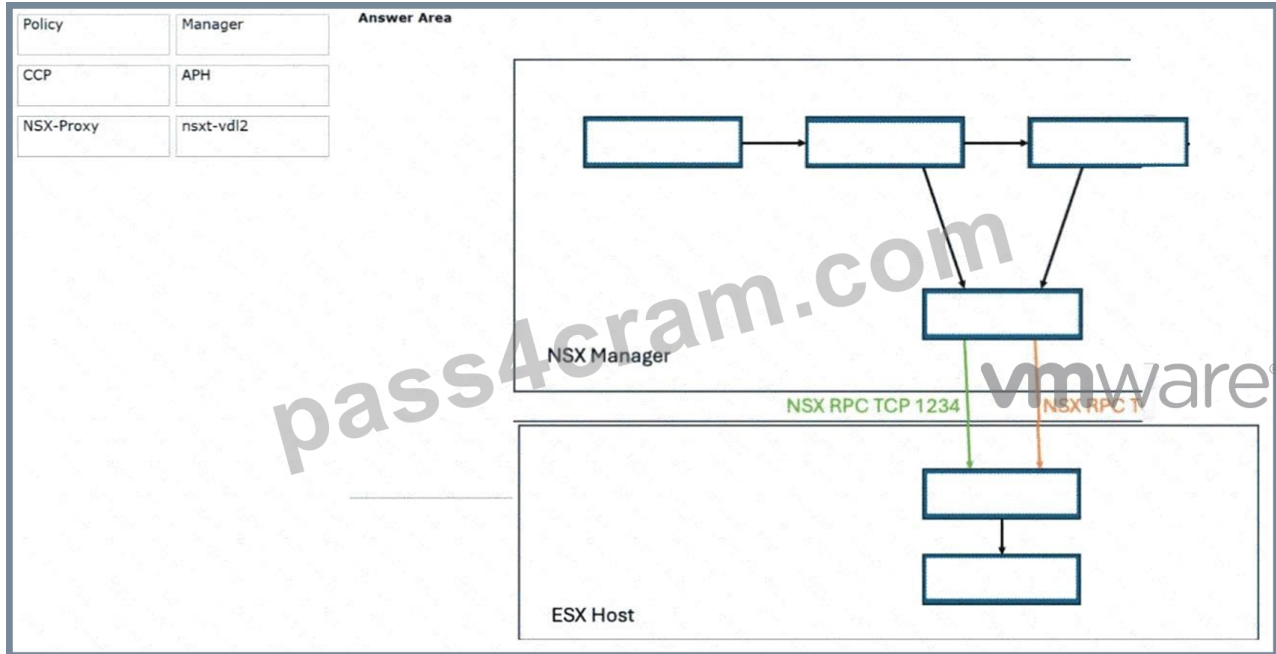 Policy
Manager
Answer Area
CCP
APH
NSX-Proxy
nsxt-vdl2
pass4cram.com
NSX Manager
vmware®
NSX RPC TCP 1234
NSX RPC T
ESX Host